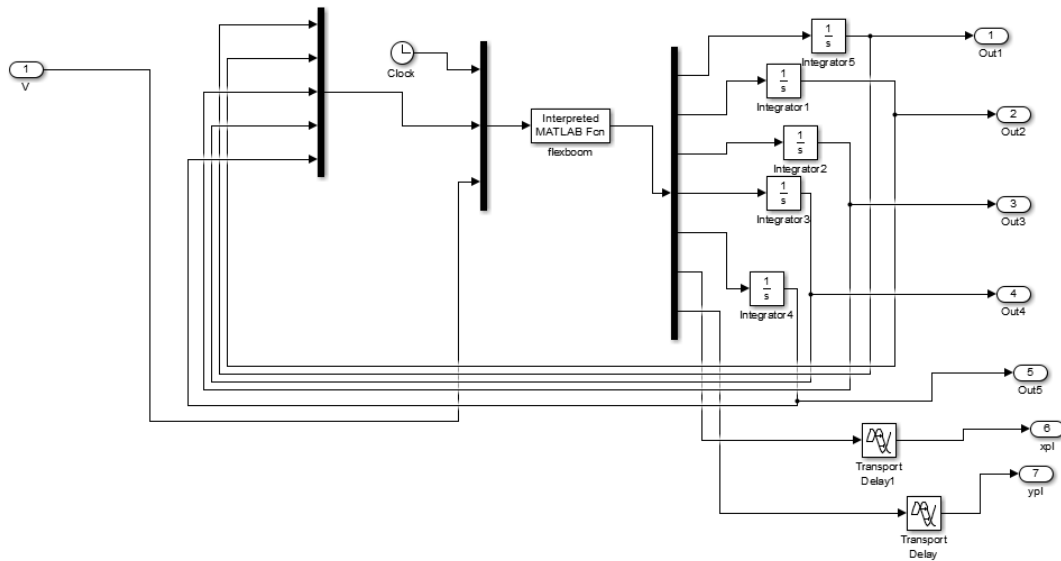 1
V
Clock
Interpreted
MATLAB Fcn
flexboom
1
s
Integrator5
1
s
Integrator1
1
s
Integrator2
1
s
Integrator3
1
s
Integrator4
1
Out1
2
Out2
3
Out3
4
Out4
5
Out5
6
xpl
7
ypl
Transport
Delay1
Transport
Delay